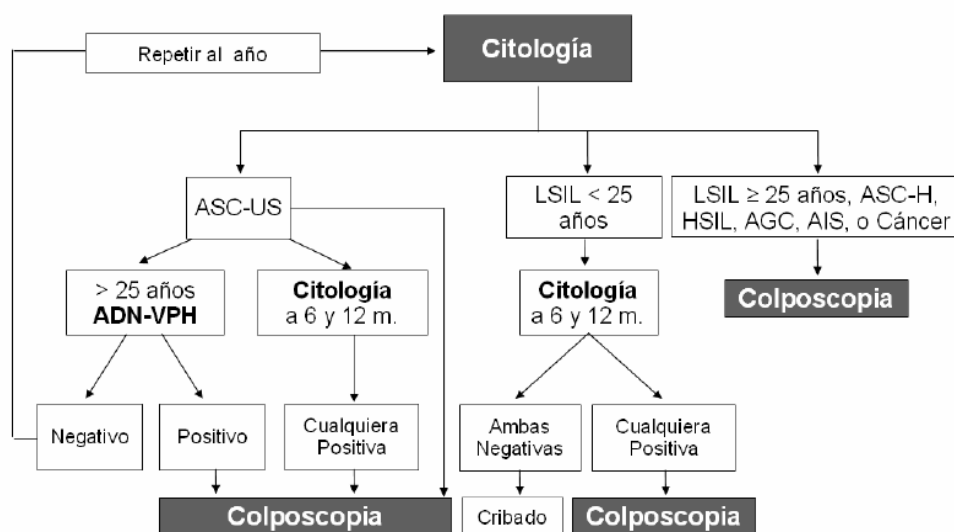 Repetir al año
Citología
ASC-US
LSIL < 25
años
LSIL ≥ 25 años, ASC-H,
HSIL, AGC, AIS, o Cáncer
> 25 años
ADN-VPH
Citología
a 6 y 12 m.
Citología
a 6 y 12 m.
Colposcopia
Negativo
Positivo
Cualquiera
Positiva
Ambas
Negativas
Cualquiera
Positiva
Colposcopia
Cribado
Colposcopia